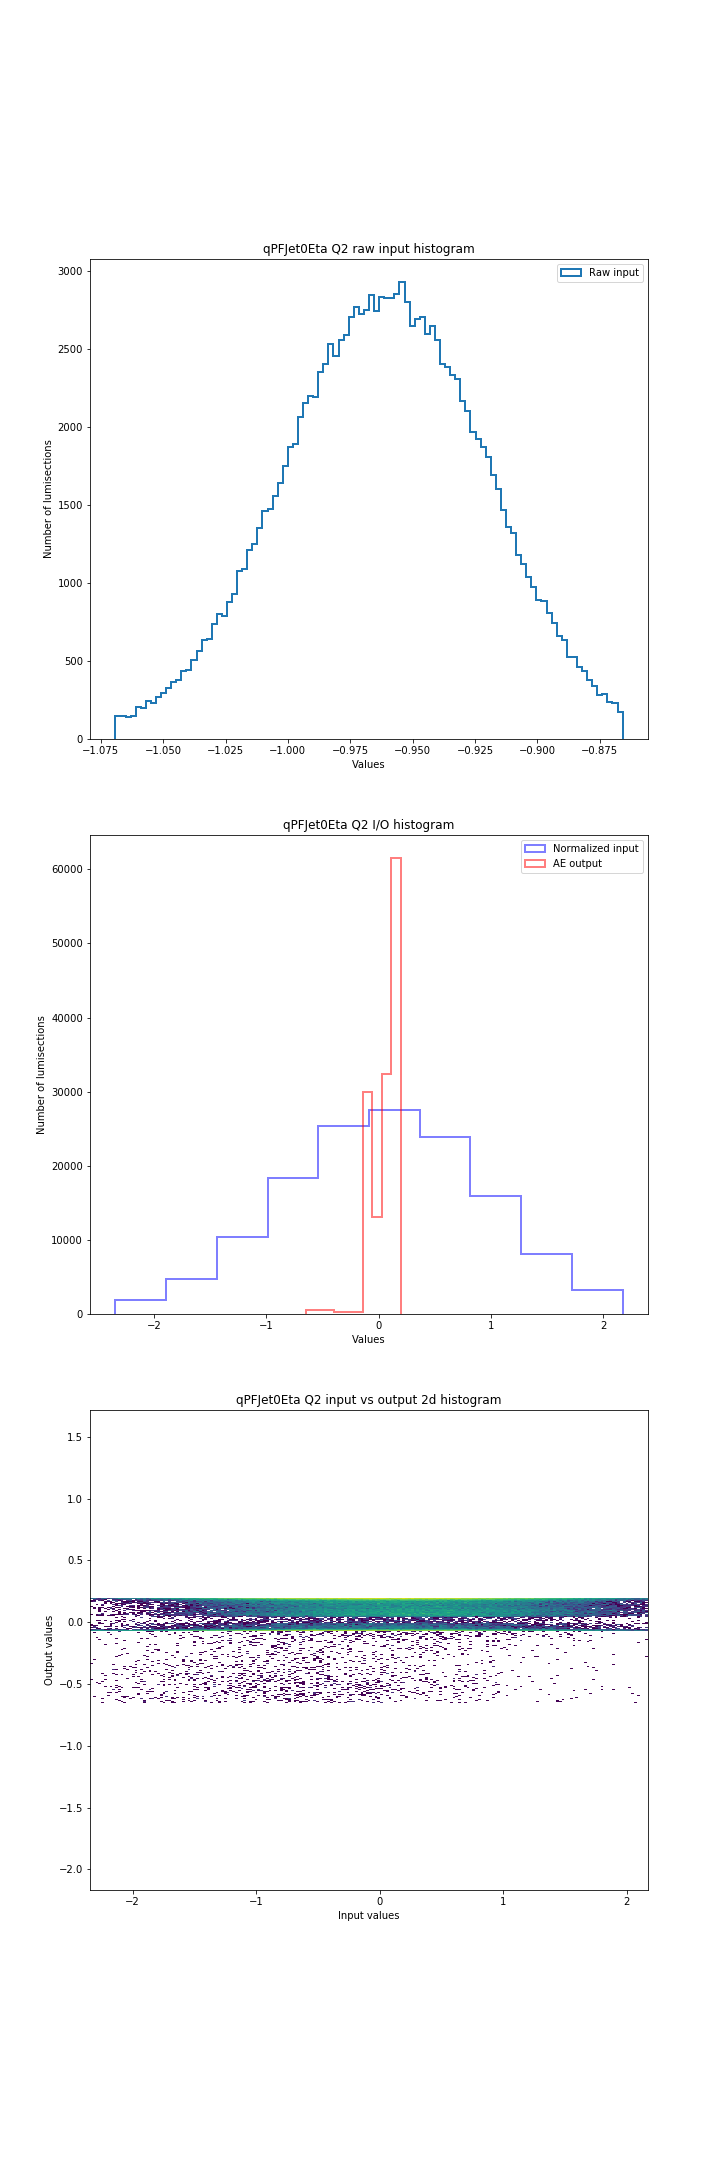 qPFJet0Eta Q2 raw input histogram
Raw input
3000
2500
2000
1500
1000
500
0
Number of lumisections
−1.075 −1.050 −1.025 −1.000 −0.975 −0.950 −0.925 −0.900 −0.875
Values
qPFJet0Eta Q2 I/O histogram
Normalized input
AE output
60000
50000
40000
30000
20000
10000
0
Number of lumisections
−2 −1 0 1 2
Values
qPFJet0Eta Q2 input vs output 2d histogram
1.5
1.0
0.5
0.0
−0.5
−1.0
−1.5
−2.0
Output values
−2 −1 0 1 2
Input values